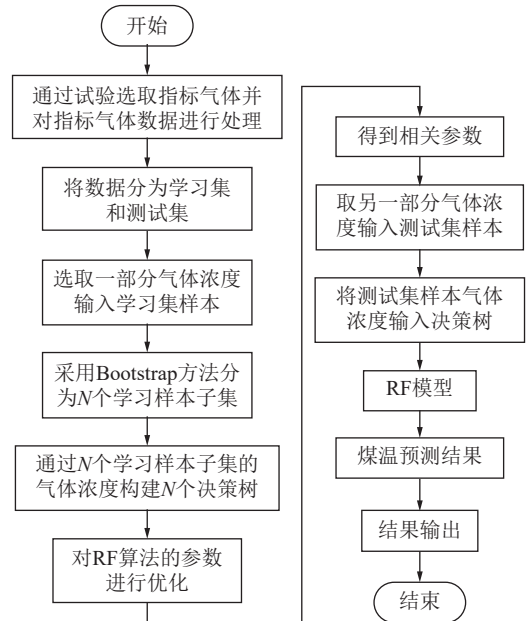 开始
通过试验选取指标气体并
对指标气体数据进行处理
将数据分为学习集
和测试集
选取一部分气体浓度
输入学习集样本
采用Bootstrap方法分
为N个学习样本子集
通过N个学习样本子集的
气体浓度构建N个决策树
对RF算法的参数
进行优化
得到相关参数
取另一部分气体浓
度输入测试集样本
将测试集样本气体
浓度输入决策树
RF模型
煤温预测结果
结果输出
结束